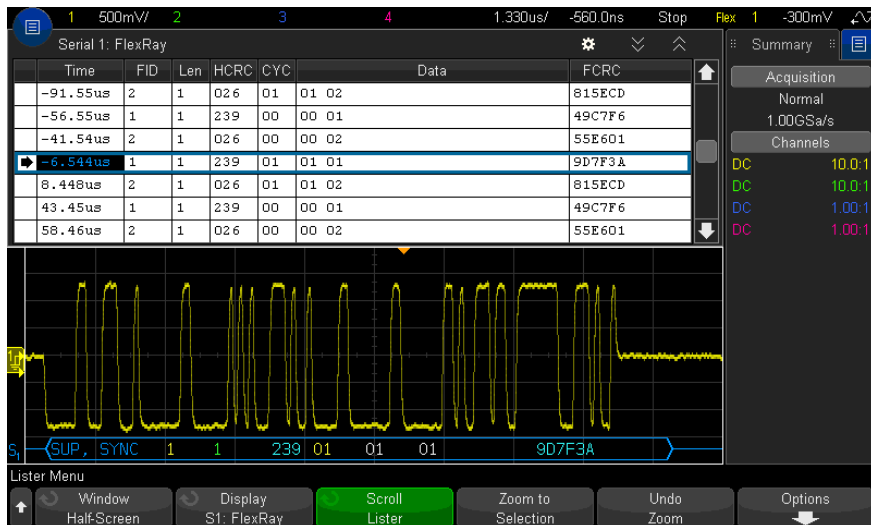 1 500mV/ 2 3 4 1.330us/ -560.0ns Stop Flex 1 -300mV
Serial 1: FlexRay
Summary
Time FID Len HCRC CYC Data FCRC
-91.55us 2 1 026 01 01 02 815ECD
-56.55us 1 1 239 00 00 01 49C7F6
-41.54us 2 1 026 00 00 02 55E601
-6.544us 1 1 239 01 01 01 9D7F3A
8.448us 2 1 026 01 01 02 815ECD
43.45us 1 1 239 00 00 01 49C7F6
58.46us 2 1 026 00 00 02 55E601
Acquisition
Normal
1.00GSa/s
Channels
DC 10.0:1
DC 10.0:1
DC 1.00:1
DC 1.00:1
1
S1 SUP, SYNC 1 1 239 01 01 01 9D7F3A
Lister Menu
Window
Half-Screen
Display
S1: FlexRay
Scroll
Lister
Zoom to
Selection
Undo
Zoom
Options